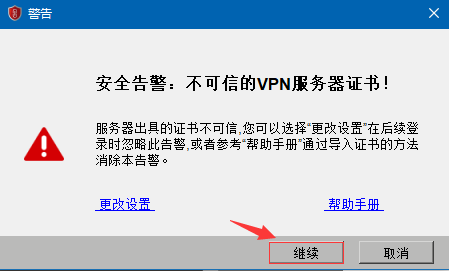 警告
安全告警：不可信的VPN服务器证书！
服务器出具的证书不可信,您可以选择"更改设置"在后续登
录时忽略此告警,或者参考"帮助手册"通过导入证书的方法
消除本告警。
更改设置 帮助手册
继续 取消